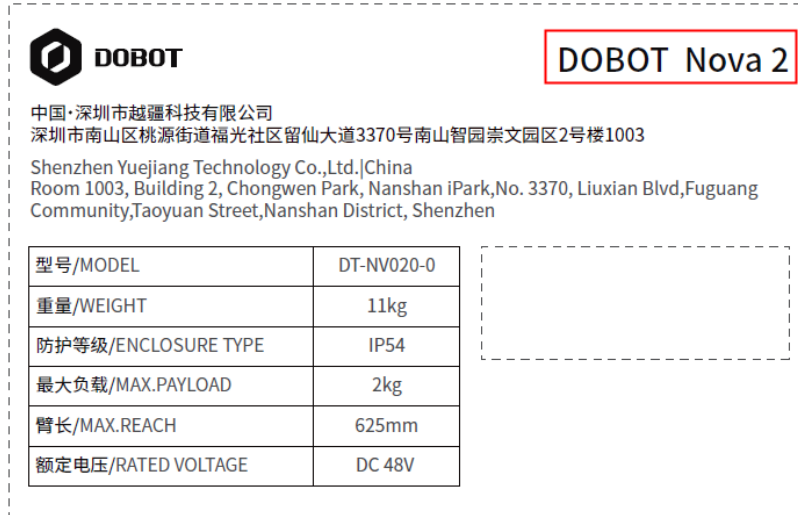 DOBOT
DOBOT Nova 2
中国·深圳市越疆科技有限公司
深圳市南山区桃源街道福光社区留仙大道3370号南山智园崇文园区2号楼1003
Shenzhen Yuejiang Technology Co.,Ltd.|China
Room 1003, Building 2, Chongwen Park, Nanshan iPark,No. 3370, Liuxian Blvd,Fuguang
Community,Taoyuan Street,Nanshan District, Shenzhen
型号/MODEL DT-NV020-0
重量/WEIGHT 11kg
防护等级/ENCLOSURE TYPE IP54
最大负载/MAX.PAYLOAD 2kg
臂长/MAX.REACH 625mm
额定电压/RATED VOLTAGE DC 48V